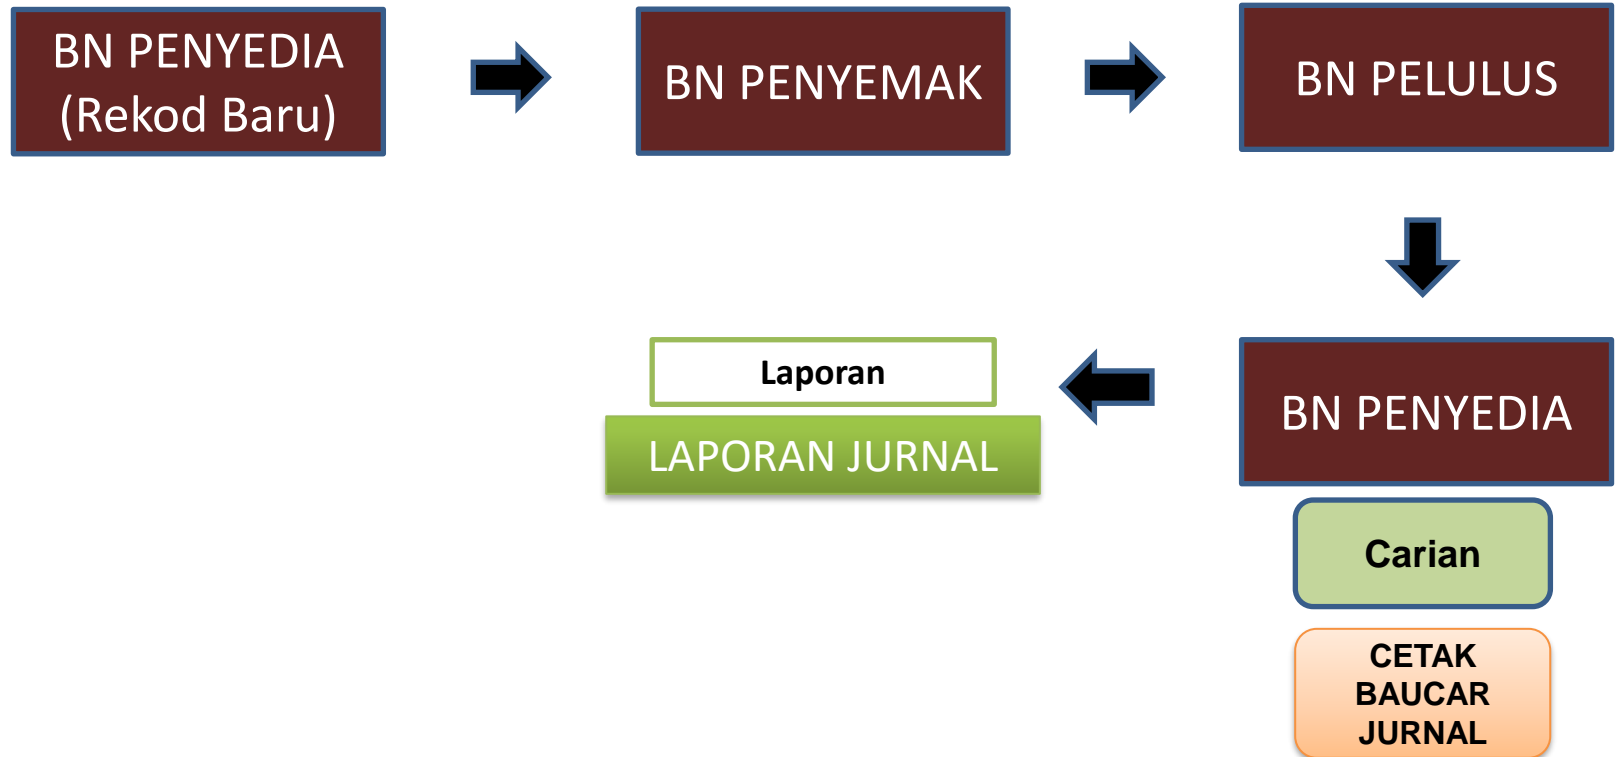 BN PENYEDIA
(Rekod Baru)
BN PENYEMAK
BN PELULUS
Laporan
LAPORAN JURNAL
BN PENYEDIA
Carian
CETAK
BAUCAR
JURNAL